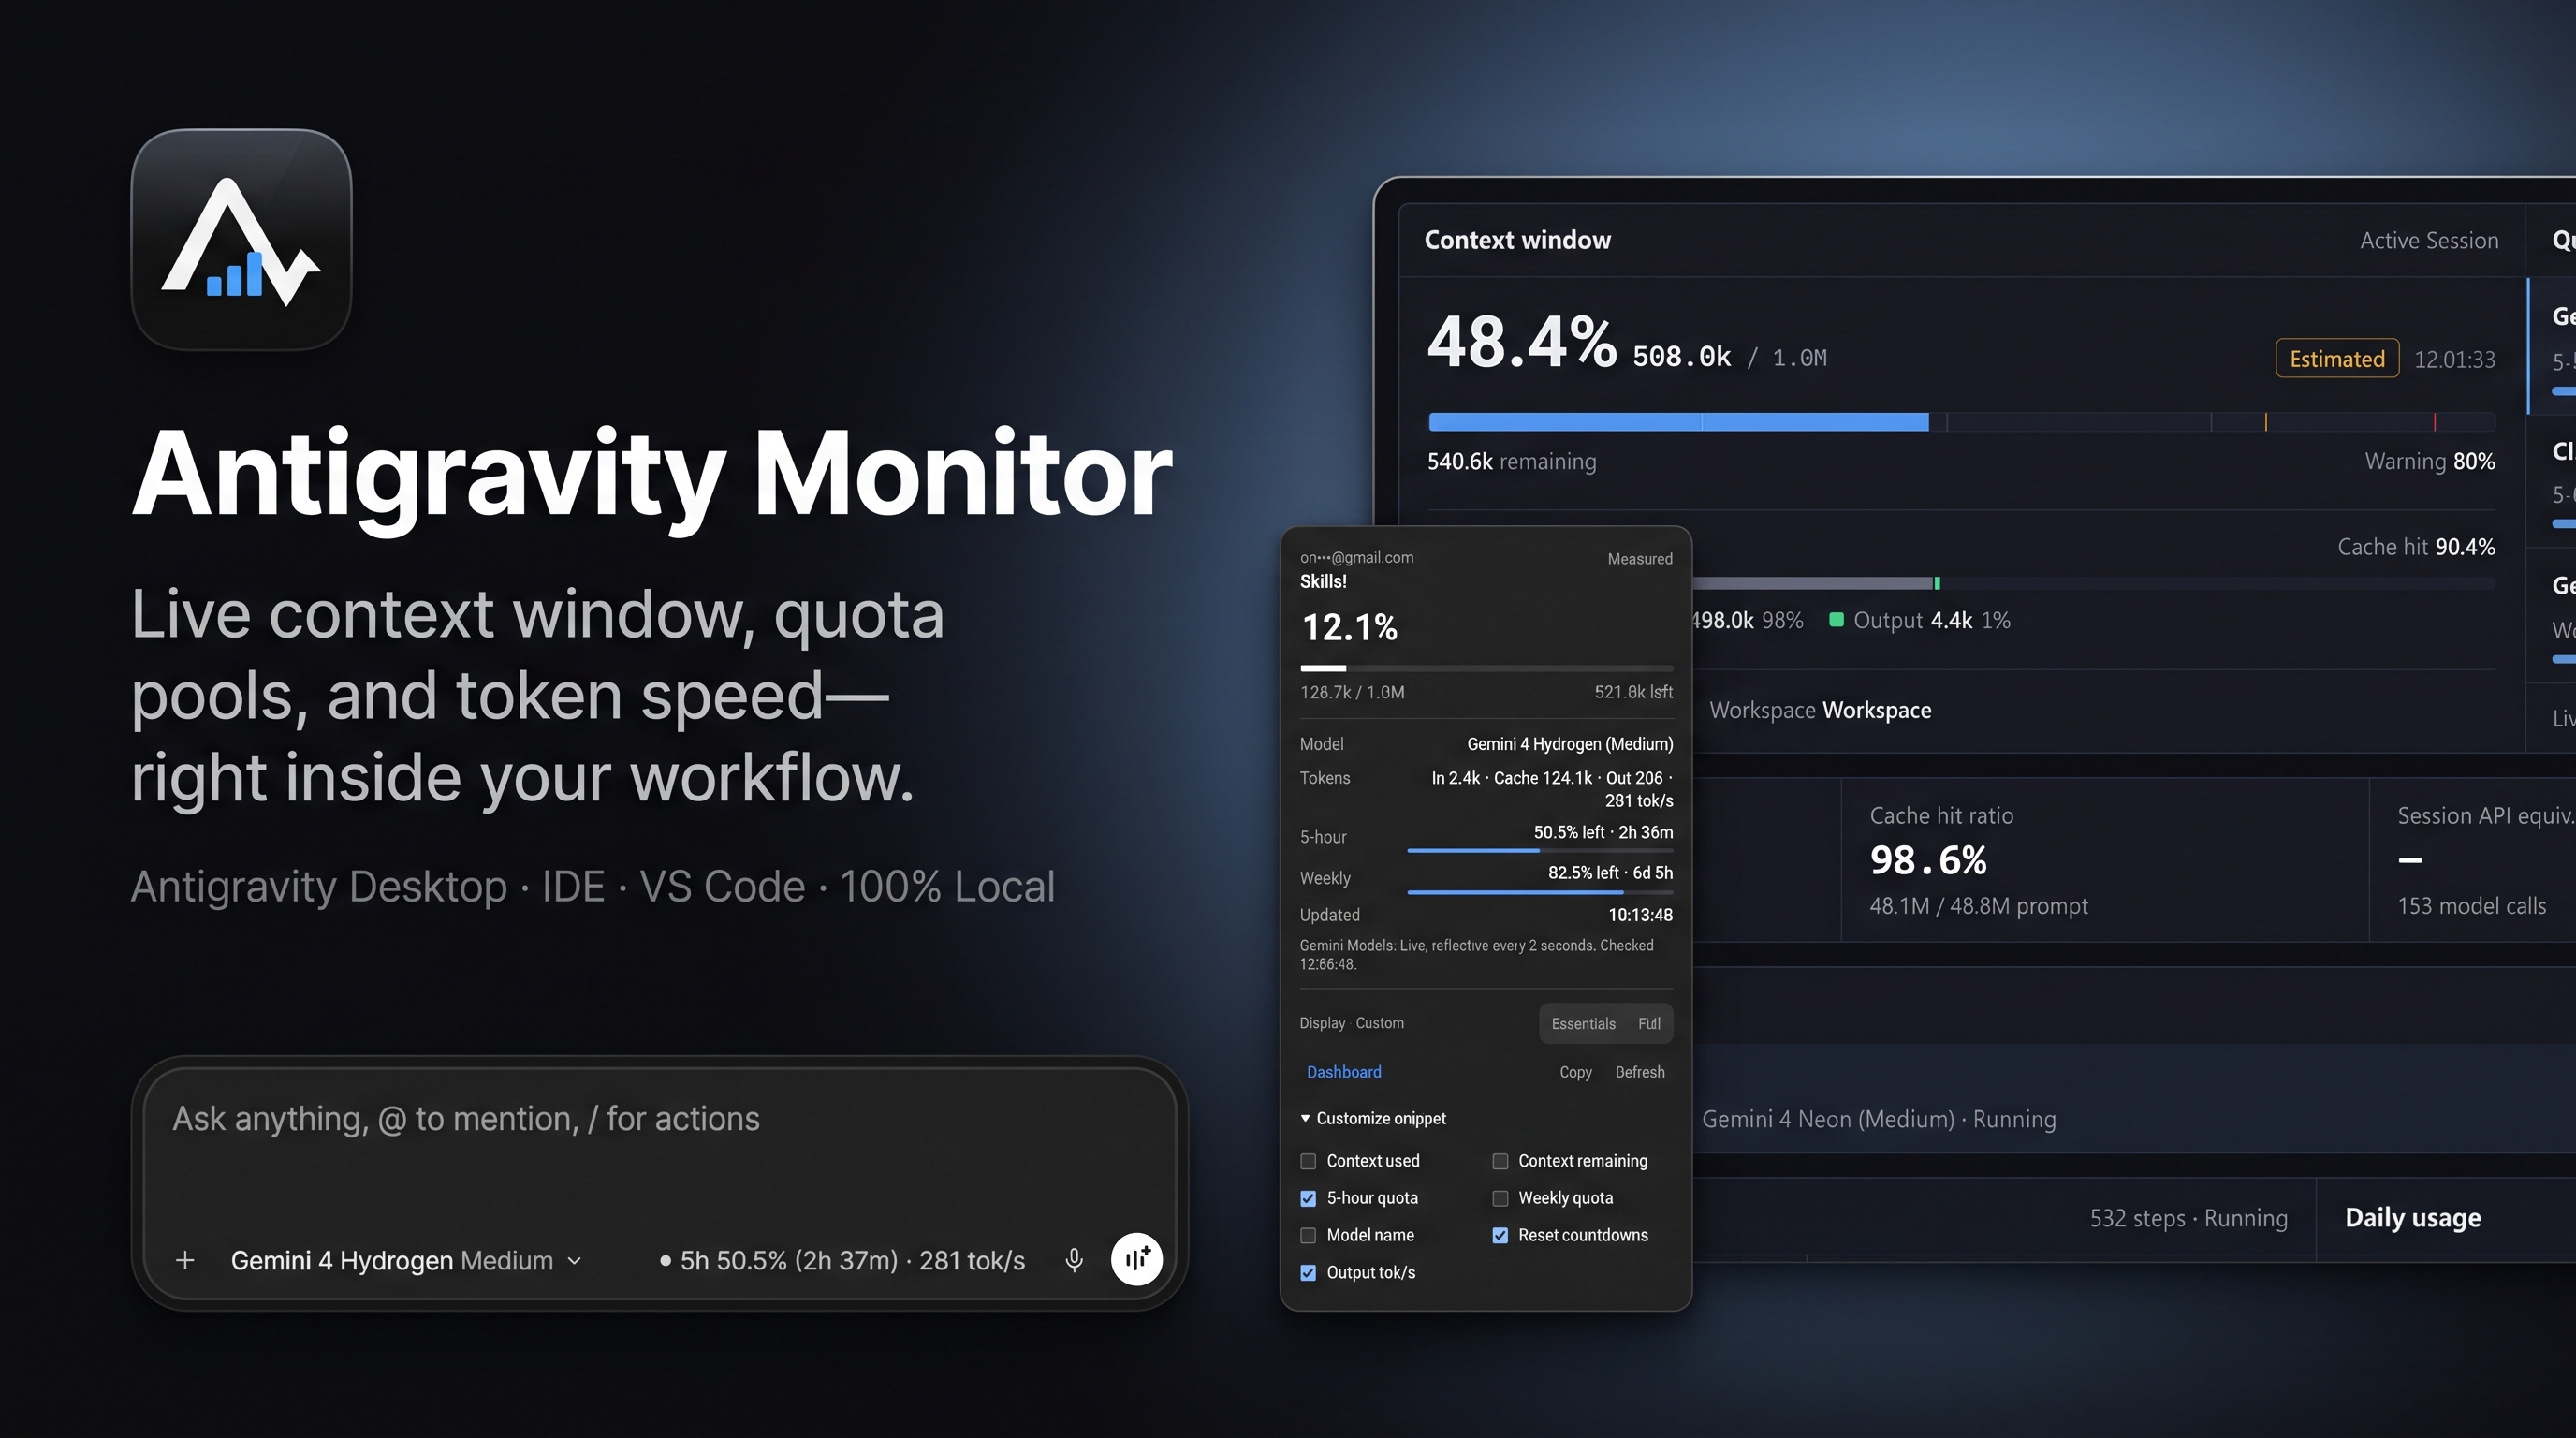 Antigravity Monitor
Live context window, quota
pools, and token speed—
right inside your workflow.
Antigravity Desktop · IDE · VS Code · 100% Local
Ask anything, @ to mention, / for actions
+ Gemini 4 Hydrogen Medium
5h 50.5% (2h 37m) · 281 tok/s
on•••@gmail.com
Measured
Skills!
12.1%
128.7k / 1.0M
521.8k lsft
Model
Gemini 4 Hydrogen (Medium)
Tokens
In 2.4k · Cache 124.1k · Out 206 ·
281 tok/s
5-hour
50.5% left · 2h 36m
Weekly
82.5% left · 6d 5h
Updated
10:13:48
Gemini Models: Live, reflective every 2 seconds. Checked
12:66:48.
Display · Custom
Essentials
Full
Dashboard
Copy
Defresh
Customize onippet
Context used
Context remaining
5-hour quota
Weekly quota
Model name
Reset countdowns
Output tok/s
Context window
Active Session
48.4% 508.0k / 1.0M
Estimated
12.01:33
540.6k remaining
Warning 80%
Cache hit 90.4%
498.0k 98%
Output 4.4k 1%
Workspace Workspace
Cache hit ratio
98.6%
48.1M / 48.8M prompt
Session API equiv.
–
153 model calls
Gemini 4 Neon (Medium) · Running
532 steps · Running
Daily usage